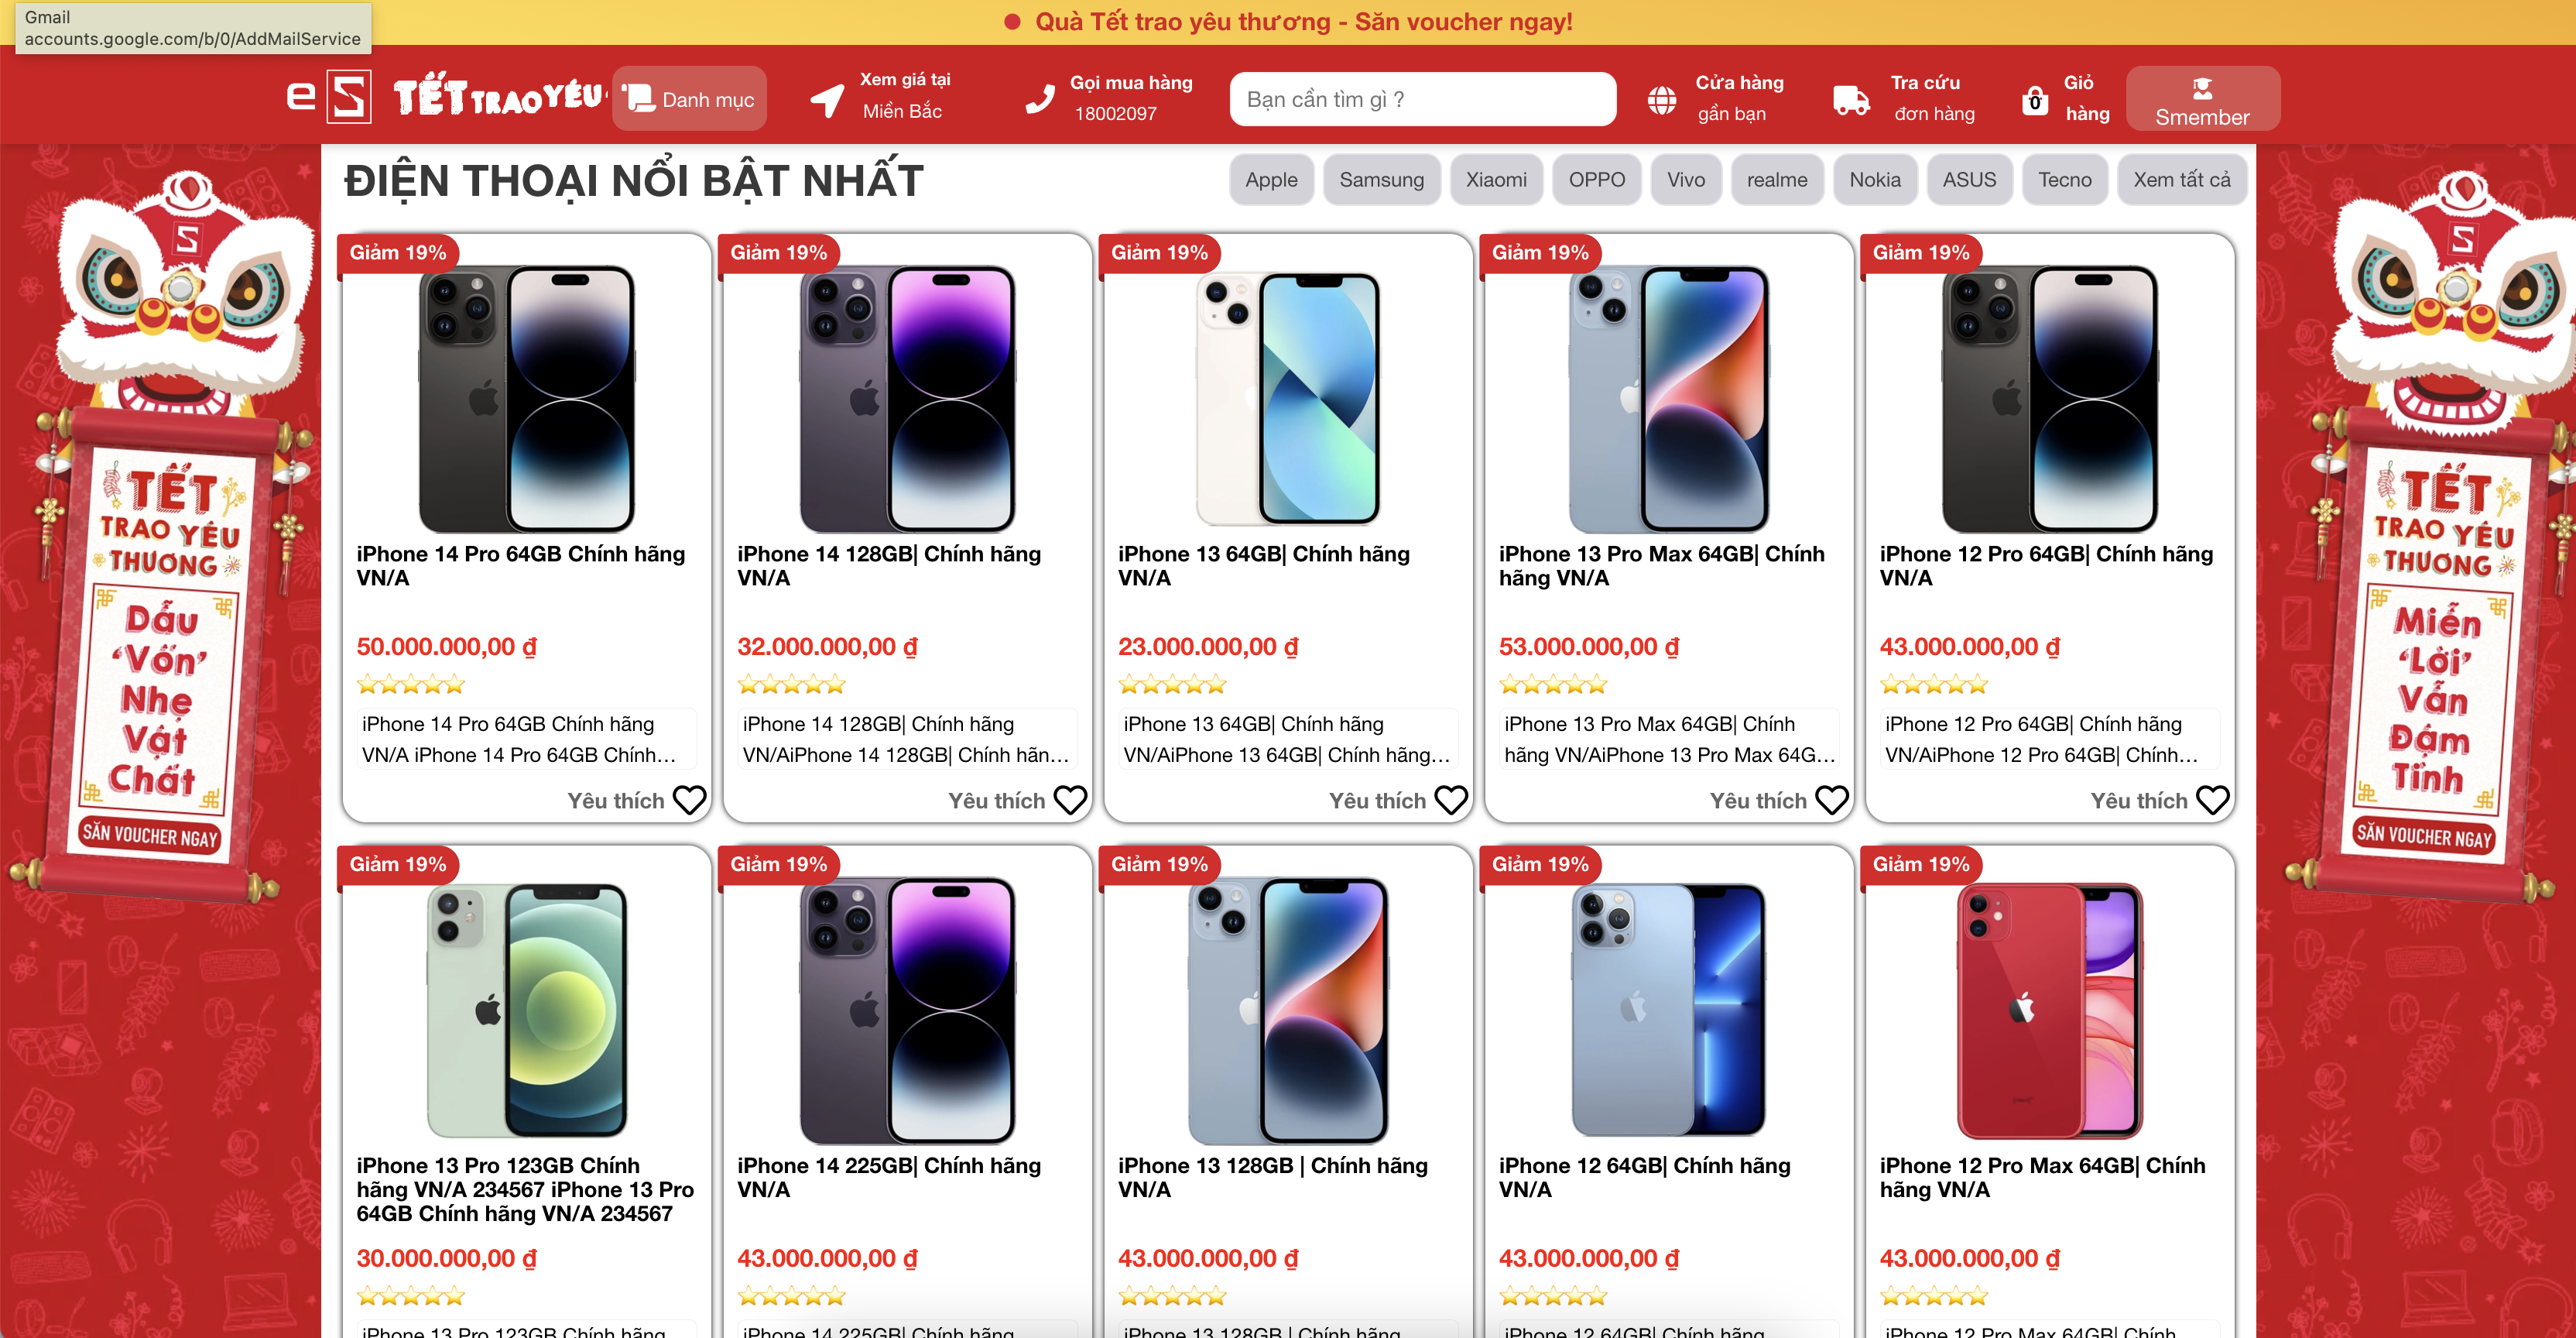 Gmail
accounts.google.com/b/0/AddMailService
Quà Tết trao yêu thương - Săn voucher ngay!
e S
TẾT TRAO YÊU
Danh mục
Xem giá tại
Miền Bắc
Gọi mua hàng
18002097
Bạn cần tìm gì ?
Cửa hàng
gần bạn
Tra cứu
đơn hàng
0
Giỏ
hàng
Smember
ĐIỆN THOẠI NỔI BẬT NHẤT
Apple
Samsung
Xiaomi
OPPO
Vivo
realme
Nokia
ASUS
Tecno
Xem tất cả
S
TẾT
TRAO YÊU
THƯƠNG
Dẫu
‘Vốn’
Nhẹ
Vật
Chất
SĂN VOUCHER NGAY
Giảm 19%
iPhone 14 Pro 64GB Chính hãng
VN/A
50.000.000,00 ₫
iPhone 14 Pro 64GB Chính hãng
VN/A iPhone 14 Pro 64GB Chính…
Yêu thích
Giảm 19%
iPhone 14 128GB| Chính hãng
VN/A
32.000.000,00 ₫
iPhone 14 128GB| Chính hãng
VN/AiPhone 14 128GB| Chính hãn…
Yêu thích
Giảm 19%
iPhone 13 64GB| Chính hãng
VN/A
23.000.000,00 ₫
iPhone 13 64GB| Chính hãng
VN/AiPhone 13 64GB| Chính hãng…
Yêu thích
Giảm 19%
iPhone 13 Pro Max 64GB| Chính
hãng VN/A
53.000.000,00 ₫
iPhone 13 Pro Max 64GB| Chính
hãng VN/AiPhone 13 Pro Max 64G…
Yêu thích
Giảm 19%
iPhone 12 Pro 64GB| Chính hãng
VN/A
43.000.000,00 ₫
iPhone 12 Pro 64GB| Chính hãng
VN/AiPhone 12 Pro 64GB| Chính…
Yêu thích
S
TẾT
TRAO YÊU
THƯƠNG
Miễn
‘Lời’
Vẫn
Đậm
Tình
SĂN VOUCHER NGAY
Giảm 19%
iPhone 13 Pro 123GB Chính
hãng VN/A 234567 iPhone 13 Pro
64GB Chính hãng VN/A 234567
30.000.000,00 ₫
iPhone 13 Pro 123GB Chính hãng
Giảm 19%
iPhone 14 225GB| Chính hãng
VN/A
43.000.000,00 ₫
iPhone 14 225GB| Chính hãng
Giảm 19%
iPhone 13 128GB | Chính hãng
VN/A
43.000.000,00 ₫
iPhone 13 128GB | Chính hãng
Giảm 19%
iPhone 12 64GB| Chính hãng
VN/A
43.000.000,00 ₫
iPhone 12 64GB| Chính hãng
Giảm 19%
iPhone 12 Pro Max 64GB| Chính
hãng VN/A
43.000.000,00 ₫
iPhone 12 Pro Max 64GB| Chính